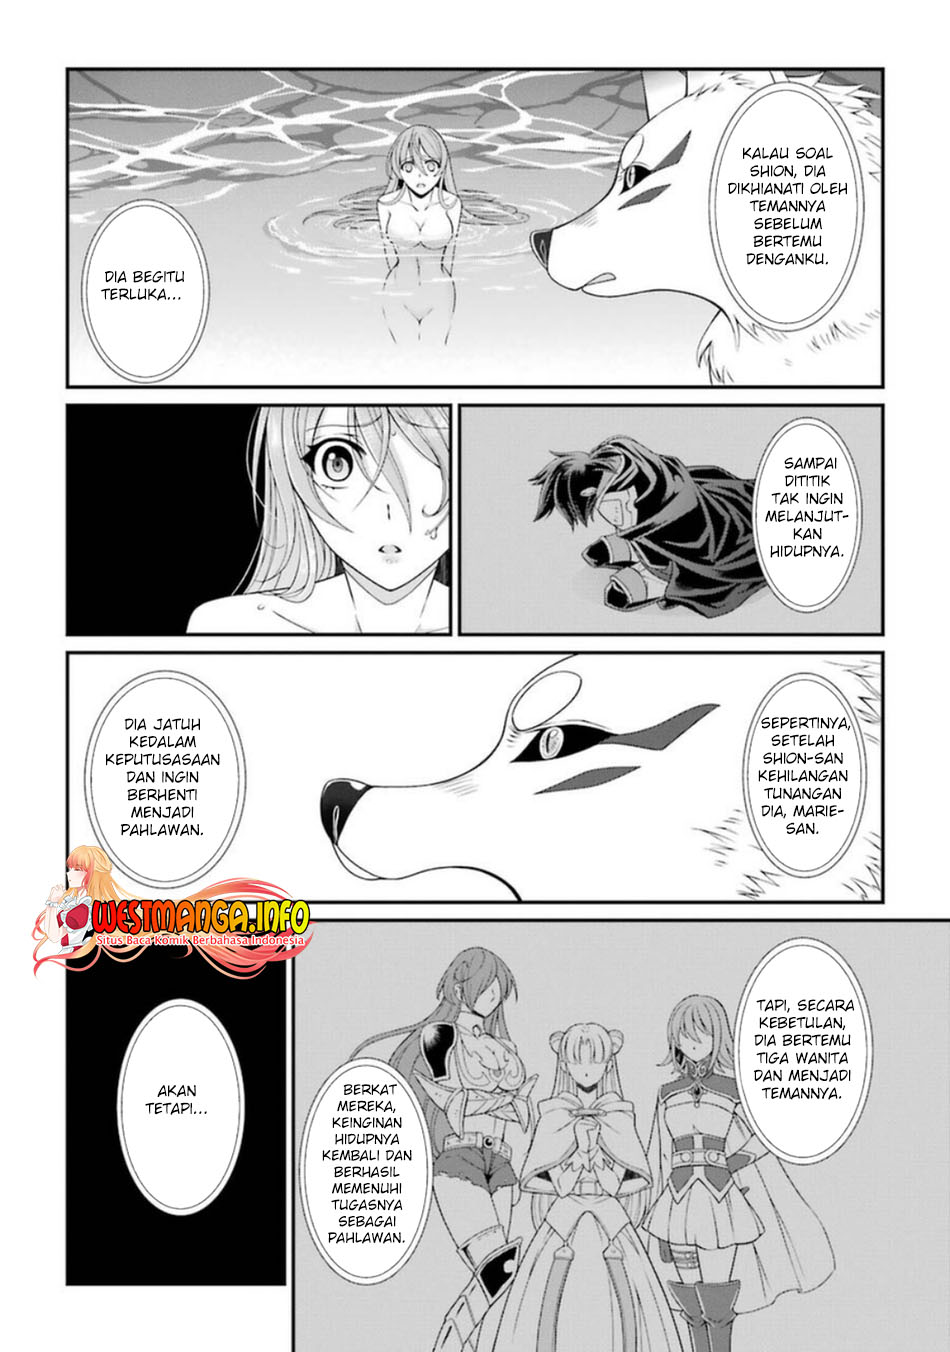 KALAU SOAL
SHION, DIA
DIKHIANATI OLEH
TEMANNYA
SEBELUM
BERTEMU
DENGANKU.
DIA BEGITU
TERLUKA...
SAMPAI
DITITIK
TAK INGIN
MELANJUT-
KAN
HIDUPNYA.
SEPERTINYA,
SETELAH
SHION-SAN
KEHILANGAN
TUNANGAN
DIA, MARIE-
SAN.
DIA JATUH
KEDALAM
KEPUTUSASAAN
DAN INGIN
BERHENTI
MENJADI
PAHLAWAN.
WESTMANGA.INFO
Situs Baca Komik Berbahasa Indonesia
TAPI, SECARA
KEBETULAN,
DIA BERTEMU
TIGA WANITA
DAN MENJADI
TEMANNYA.
BERKAT
MEREKA,
KEINGINAN
HIDUPNYA
KEMBALI DAN
BERHASIL
MEMENUHI
TUGASNYA
SEBAGAI
PAHLAWAN.
AKAN
TETAPI...